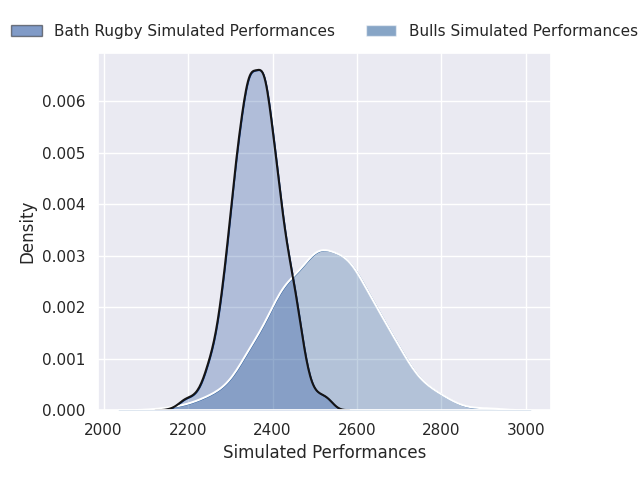 Bath Rugby Simulated Performances Bulls Simulated Performances
0.006
0.005
0.004
0.003
0.002
0.001
0.000
Density
2000 2200 2400 2600 2800 3000
Simulated Performances